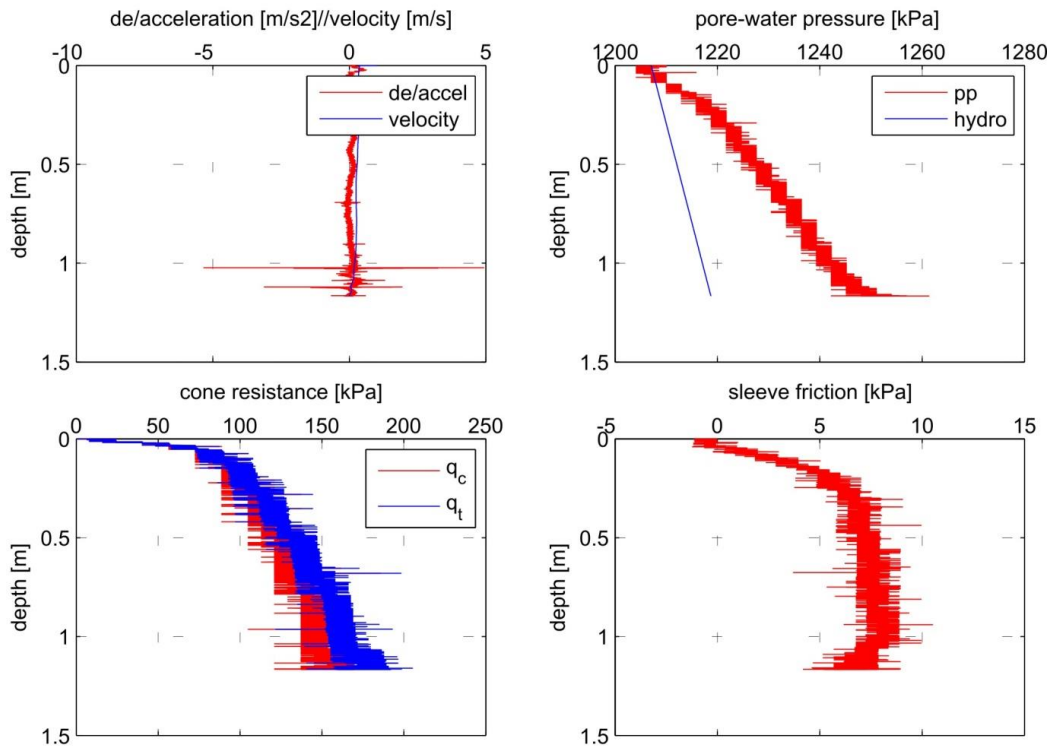 de/acceleration [m/s2]//velocity [m/s]
-10 -5 0 5
0
0.5
1
1.5
depth [m]
de/accel
velocity
pore-water pressure [kPa]
1200 1220 1240 1260 1280
0
0.5
1
1.5
depth [m]
pp
hydro
cone resistance [kPa]
0 50 100 150 200 250
0
0.5
1
1.5
depth [m]
q_c
q_t
sleeve friction [kPa]
-5 0 5 10 15
0
0.5
1
1.5
depth [m]